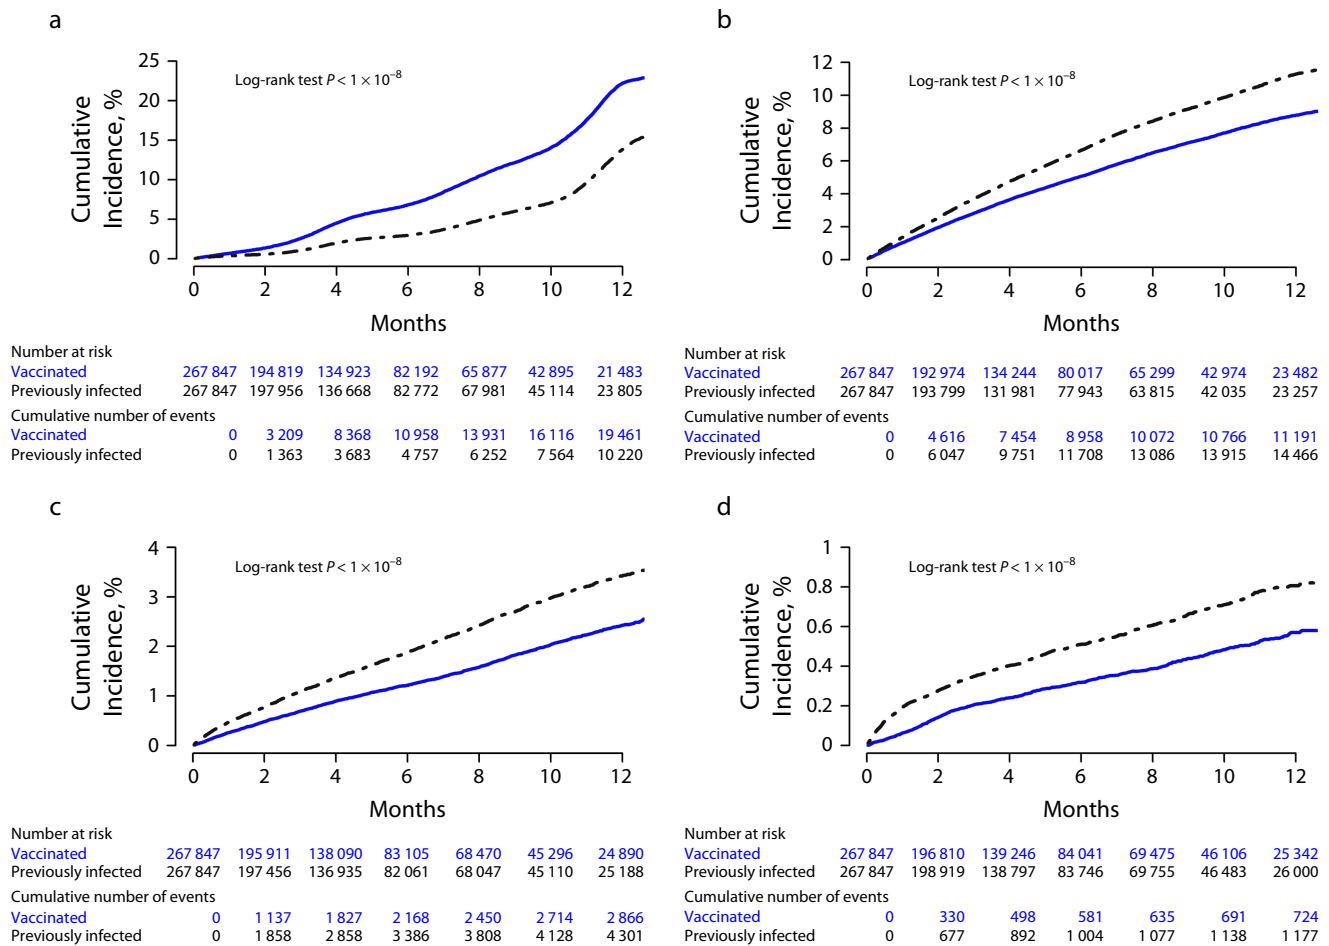 a
Cumulative
Incidence, %
25
20
15
10
5
0
Log-rank test P < 1 × 10–8
0 2 4 6 8 10 12
Months
Number at risk
Vaccinated 267 847 194 819 134 923 82 192 65 877 42 895 21 483
Previously infected 267 847 197 956 136 668 82 772 67 981 45 114 23 805
Cumulative number of events
Vaccinated 0 3 209 8 368 10 958 13 931 16 116 19 461
Previously infected 0 1 363 3 683 4 757 6 252 7 564 10 220
b
Cumulative
Incidence, %
12
10
8
6
4
2
0
Log-rank test P < 1 × 10–8
0 2 4 6 8 10 12
Months
Number at risk
Vaccinated 267 847 192 974 134 244 80 017 65 299 42 974 23 482
Previously infected 267 847 193 799 131 981 77 943 63 815 42 035 23 257
Cumulative number of events
Vaccinated 0 4 616 7 454 8 958 10 072 10 766 11 191
Previously infected 0 6 047 9 751 11 708 13 086 13 915 14 466
c
Cumulative
Incidence, %
4
3
2
1
0
Log-rank test P < 1 × 10–8
0 2 4 6 8 10 12
Months
Number at risk
Vaccinated 267 847 195 911 138 090 83 105 68 470 45 296 24 890
Previously infected 267 847 197 456 136 935 82 061 68 047 45 110 25 188
Cumulative number of events
Vaccinated 0 1 137 1 827 2 168 2 450 2 714 2 866
Previously infected 0 1 858 2 858 3 386 3 808 4 128 4 301
d
Cumulative
Incidence, %
1
0.8
0.6
0.4
0.2
0
Log-rank test P < 1 × 10–8
0 2 4 6 8 10 12
Months
Number at risk
Vaccinated 267 847 196 810 139 246 84 041 69 475 46 106 25 342
Previously infected 267 847 198 919 138 797 83 746 69 755 46 483 26 000
Cumulative number of events
Vaccinated 0 330 498 581 635 691 724
Previously infected 0 677 892 1 004 1 077 1 138 1 177